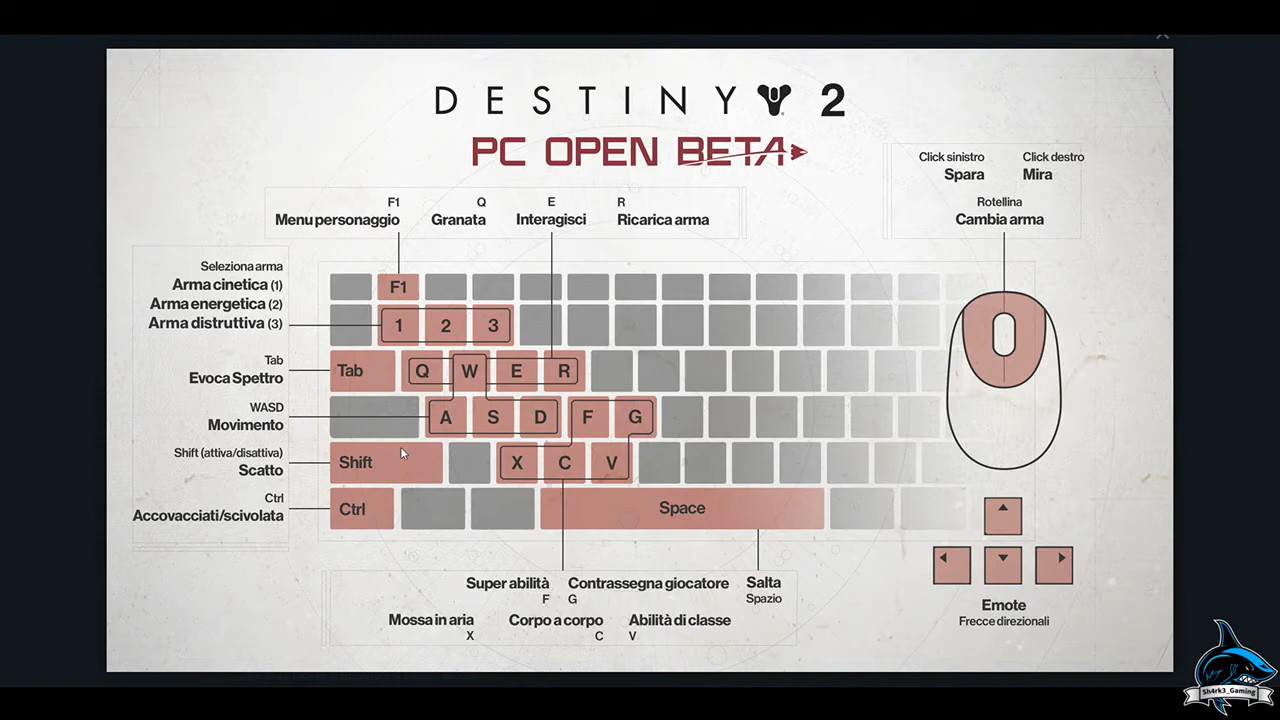 DESTINY 2
PC OPEN BETA
Click sinistro
Spara
Click destro
Mira
Rotellina
Cambia arma
F1
Menu personaggio
Q
Granata
E
Interagisci
R
Ricarica arma
Seleziona arma
Arma cinetica (1)
Arma energetica (2)
Arma distruttiva (3)
Tab
Evoca Spettro
WASD
Movimento
Shift (attiva/disattiva)
Scatto
Ctrl
Accovacciati/scivolata
F1
1 2 3
Tab Q W E R
A S D F G
Shift X C V
Ctrl Space
Super abilità
F
Contrassegna giocatore
G
Salta
Spazio
Mossa in aria
X
Corpo a corpo
C
Abilità di classe
V
Emote
Frecce direzionali
Sh4rk3_Gaming